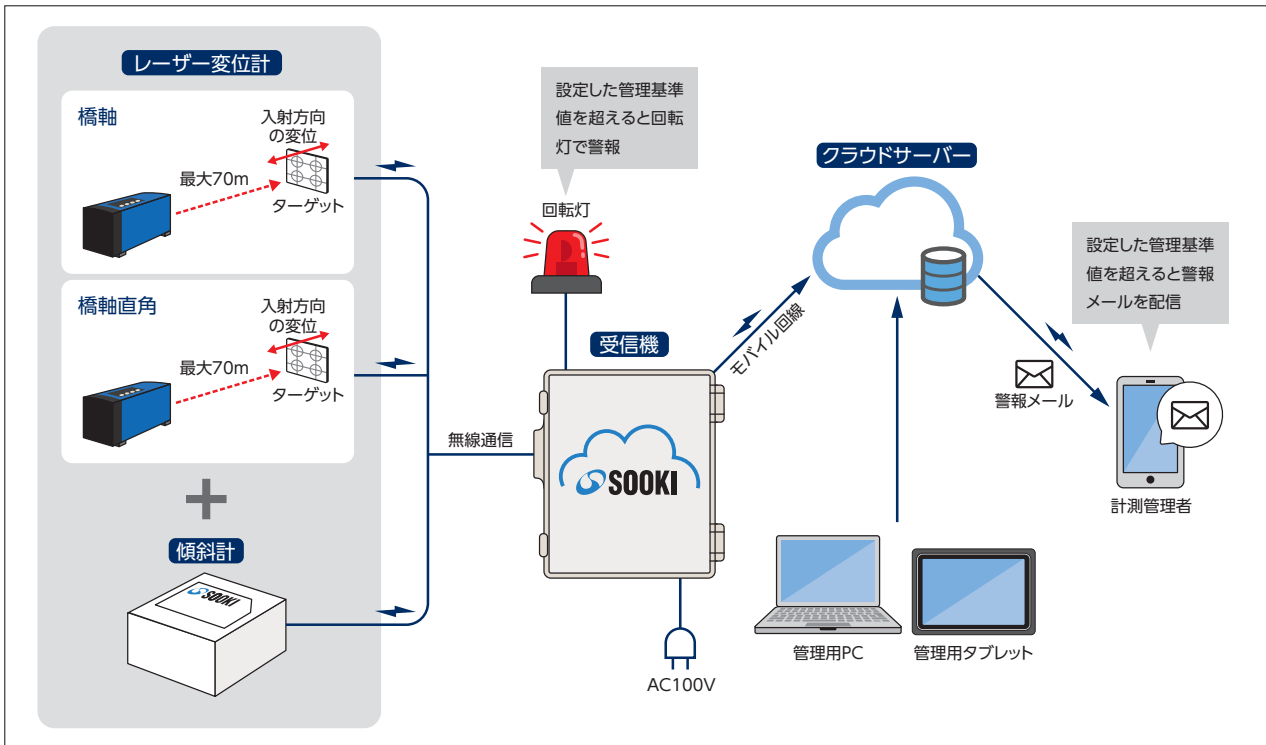 レーザー変位計
橋軸
入射方向
の変位
最大70m
ターゲット
橋軸直角
入射方向
の変位
最大70m
ターゲット
傾斜計
SOOKI
無線通信
設定した管理基準
値を超えると回転
灯で警報
回転灯
受信機
SOOKI
AC100V
モバイル回線
クラウドサーバー
管理用PC
管理用タブレット
設定した管理基準
値を超えると警報
メールを配信
警報メール
計測管理者